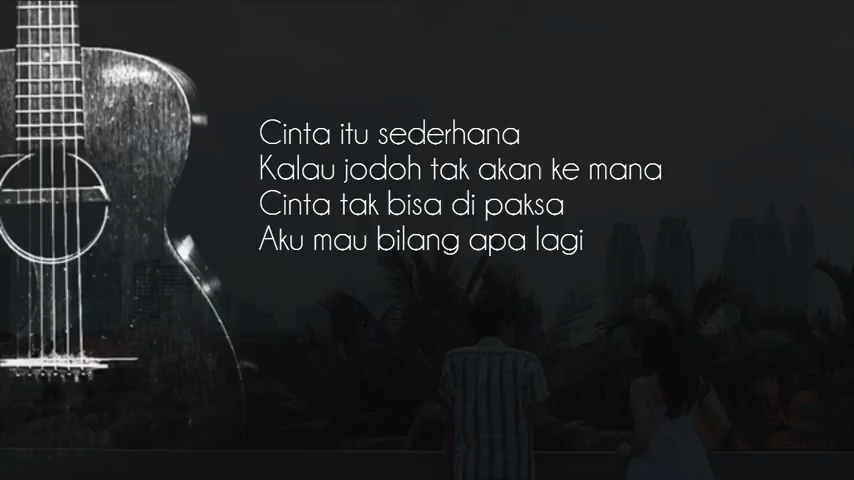 Cinta itu sederhana
Kalau jodoh tak akan ke mana
Cinta tak bisa di paksa
Aku mau bilang apa lagi